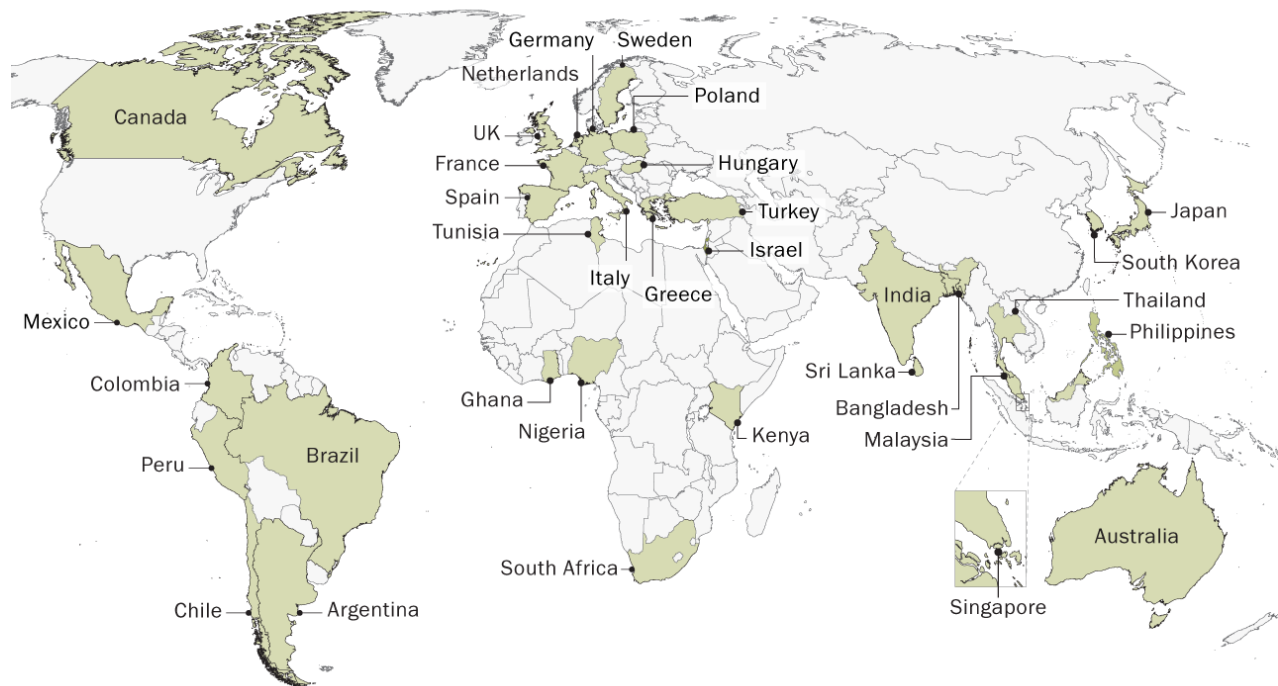 Germany
Sweden
Netherlands
Poland
Canada
UK
France
Hungary
Spain
Turkey
Japan
Tunisia
Israel
South Korea
Italy
Greece
India
Thailand
Mexico
Philippines
Colombia
Sri Lanka
Ghana
Bangladesh
Nigeria
Kenya
Malaysia
Brazil
Peru
Australia
South Africa
Singapore
Chile
Argentina